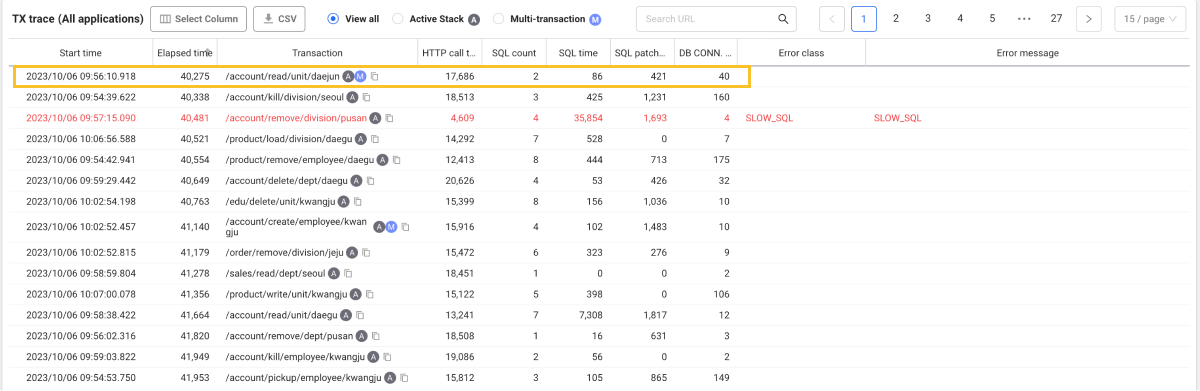 TX trace (All applications) Select Column CSV View all Active Stack A Multi-transaction M Search URL 1 2 3 4 5 ••• 27 15 / page
Start time Elapsed time Transaction HTTP call t... SQL count SQL time SQL patch... DB CONN. ... Error class Error message
2023/10/06 09:56:10.918 40,275 /account/read/unit/daejun A M 17,686 2 86 421 40
2023/10/06 09:54:39.622 40,338 /account/kill/division/seoul A 18,513 3 425 1,231 160
2023/10/06 09:57:15.090 40,481 /account/remove/division/pusan A 4,609 4 35,854 1,693 4 SLOW_SQL SLOW_SQL
2023/10/06 10:06:56.588 40,521 /product/load/division/daegu A 14,292 7 528 0 7
2023/10/06 09:54:42.941 40,554 /product/remove/employee/daegu A 12,413 8 444 713 175
2023/10/06 09:59:29.442 40,649 /account/delete/dept/daegu A 20,626 4 53 426 32
2023/10/06 10:02:54.198 40,763 /edu/delete/unit/kwangju A 15,399 8 156 1,036 10
2023/10/06 10:02:52.457 41,140 /account/create/employee/kwan A M 15,916 4 102 1,483 10
gju
2023/10/06 10:02:52.815 41,179 /order/remove/division/jeju A 15,472 6 323 276 9
2023/10/06 09:58:59.804 41,278 /sales/read/dept/seoul A 18,451 1 0 0 2
2023/10/06 10:07:00.078 41,356 /product/write/unit/kwangju A 15,122 5 398 0 106
2023/10/06 09:58:38.422 41,664 /account/read/unit/daegu A 13,241 7 7,308 1,817 12
2023/10/06 09:56:02.316 41,820 /account/remove/dept/pusan A 18,508 1 16 631 3
2023/10/06 09:59:03.822 41,949 /account/kill/employee/kwangju A 19,086 2 56 0 2
2023/10/06 09:54:53.750 41,953 /account/pickup/employee/kwangju A 15,812 3 105 865 149